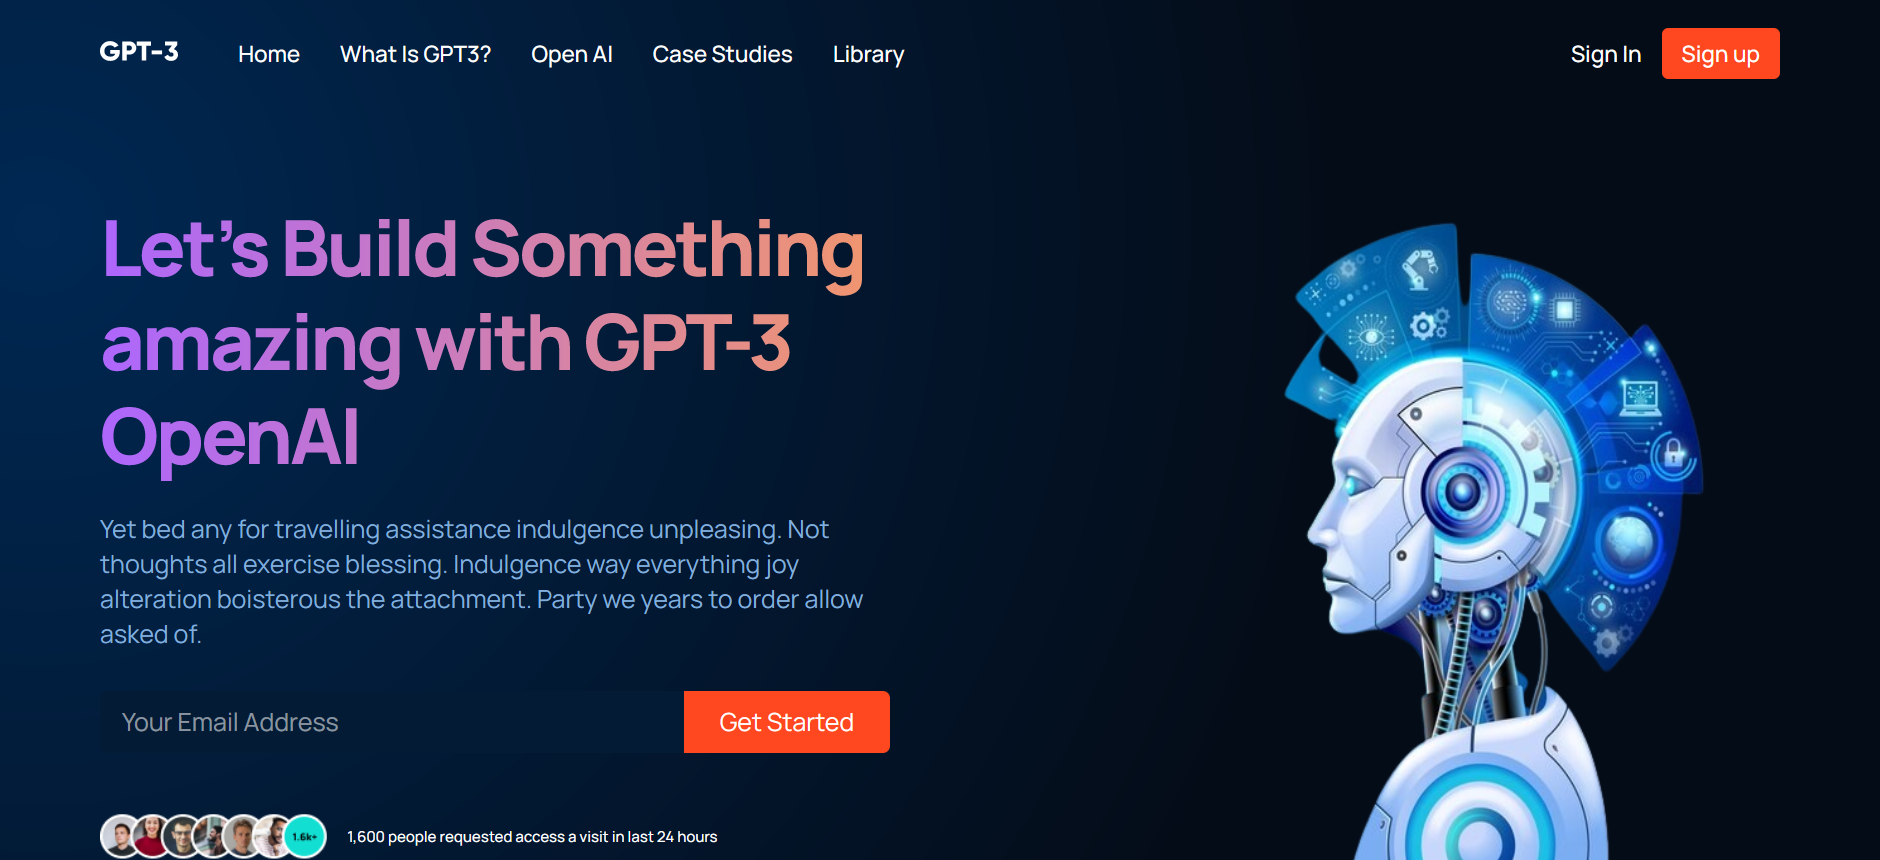 GPT-3
Home
What Is GPT3?
Open AI
Case Studies
Library
Sign In
Sign up
Let's Build Something
amazing with GPT-3
OpenAI
Yet bed any for travelling assistance indulgence unpleasing. Not
thoughts all exercise blessing. Indulgence way everything joy
alteration boisterous the attachment. Party we years to order allow
asked of.
Your Email Address
Get Started
1.6k+
1,600 people requested access a visit in last 24 hours